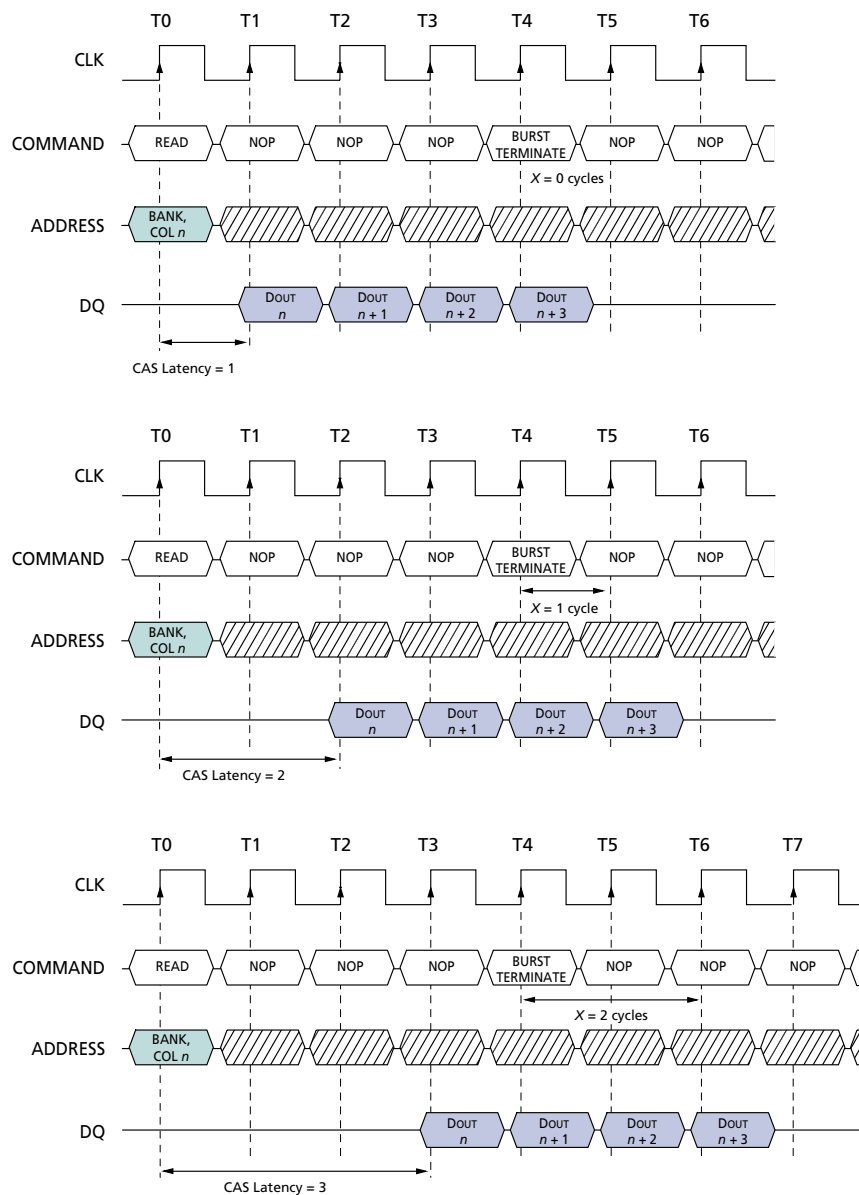 T0 T1 T2 T3 T4 T5 T6
CLK
COMMAND READ NOP NOP NOP BURST TERMINATE NOP NOP
X = 0 cycles
ADDRESS BANK, COL n
DQ DOUT n DOUT n + 1 DOUT n + 2 DOUT n + 3
CAS Latency = 1
T0 T1 T2 T3 T4 T5 T6
CLK
COMMAND READ NOP NOP NOP BURST TERMINATE NOP NOP
X = 1 cycle
ADDRESS BANK, COL n
DQ DOUT n DOUT n + 1 DOUT n + 2 DOUT n + 3
CAS Latency = 2
T0 T1 T2 T3 T4 T5 T6 T7
CLK
COMMAND READ NOP NOP NOP BURST TERMINATE NOP NOP NOP
X = 2 cycles
ADDRESS BANK, COL n
DQ DOUT n DOUT n + 1 DOUT n + 2 DOUT n + 3
CAS Latency = 3